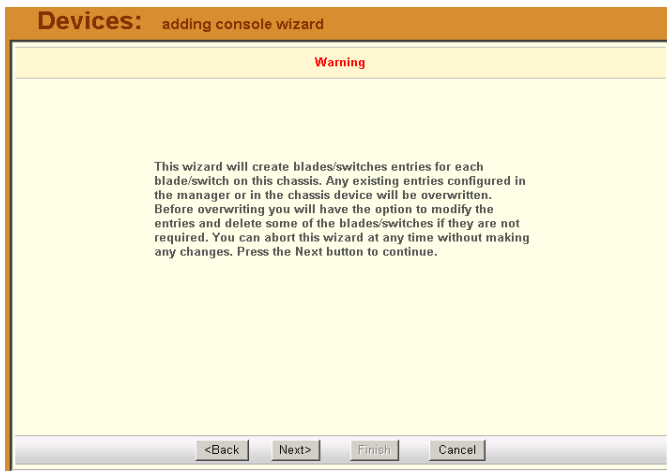 Devices: adding console wizard
Warning
This wizard will create blades/switches entries for each
blade/switch on this chassis. Any existing entries configured in
the manager or in the chassis device will be overwritten.
Before overwriting you will have the option to modify the
entries and delete some of the blades/switches if they are not
required. You can abort this wizard at any time without making
any changes. Press the Next button to continue.
<Back Next> Finish Cancel